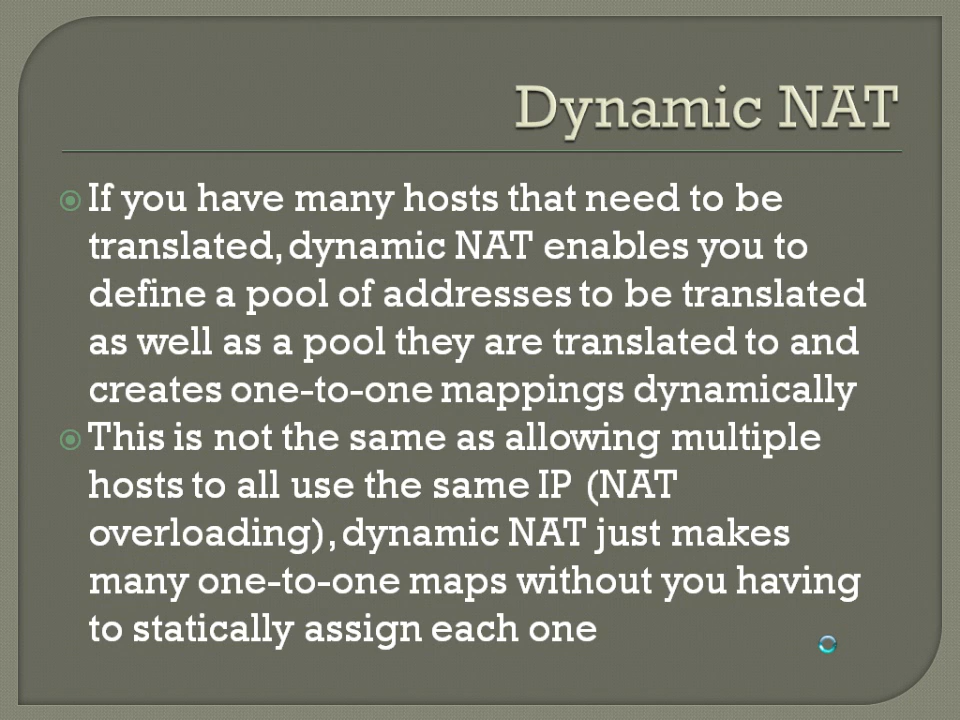 Dynamic NAT
If you have many hosts that need to be
translated, dynamic NAT enables you to
define a pool of addresses to be translated
as well as a pool they are translated to and
creates one-to-one mappings dynamically
This is not the same as allowing multiple
hosts to all use the same IP (NAT
overloading), dynamic NAT just makes
many one-to-one maps without you having
to statically assign each one